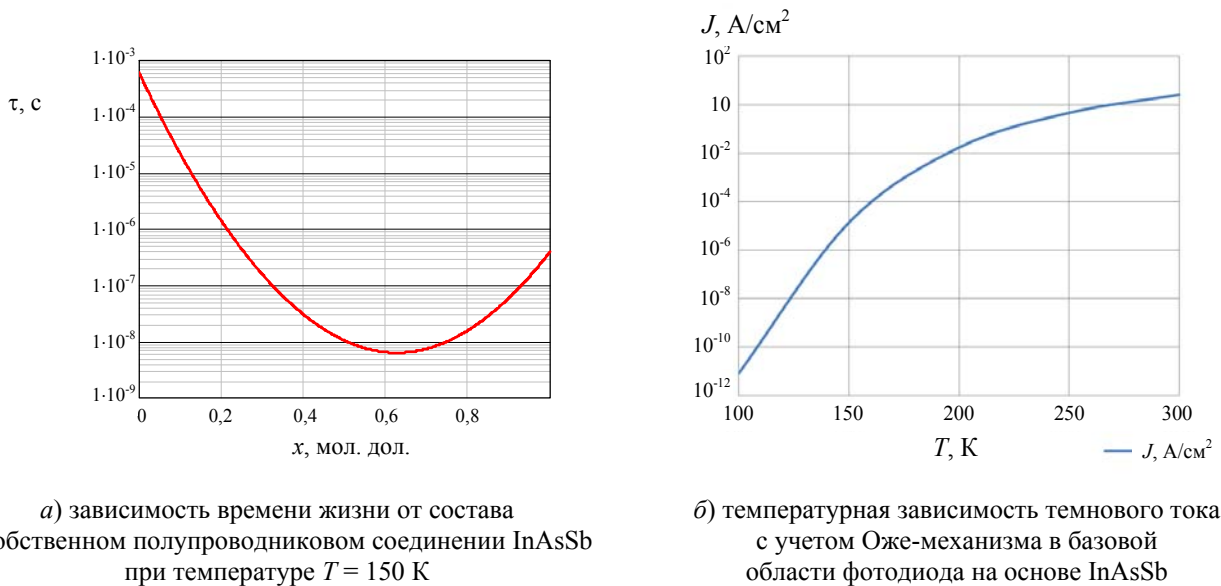 τ, с
1·10⁻³
1·10⁻⁴
1·10⁻⁵
1·10⁻⁶
1·10⁻⁷
1·10⁻⁸
1·10⁻⁹
0 0,2 0,4 0,6 0,8
x, мол. дол.
а) зависимость времени жизни от состава
обственном полупроводниковом соединении InAsSb
при температуре T = 150 К
J, А/см²
10²
10
10⁻²
10⁻⁴
10⁻⁶
10⁻⁸
10⁻¹⁰
10⁻¹²
100 150 200 250 300
T, К
J, А/см²
б) температурная зависимость темнового тока
с учетом Оже-механизма в базовой
области фотодиода на основе InAsSb